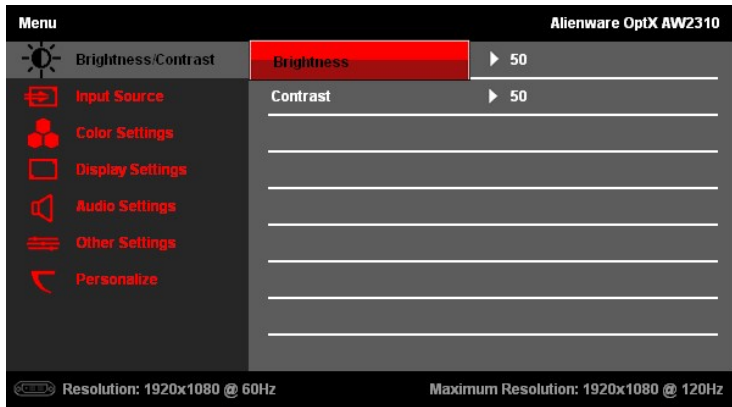 Menu Alienware OptX AW2310
Brightness/Contrast Brightness 50
Input Source Contrast 50
Color Settings
Display Settings
Audio Settings
Other Settings
Personalize
Resolution: 1920x1080 @ 60Hz Maximum Resolution: 1920x1080 @ 120Hz